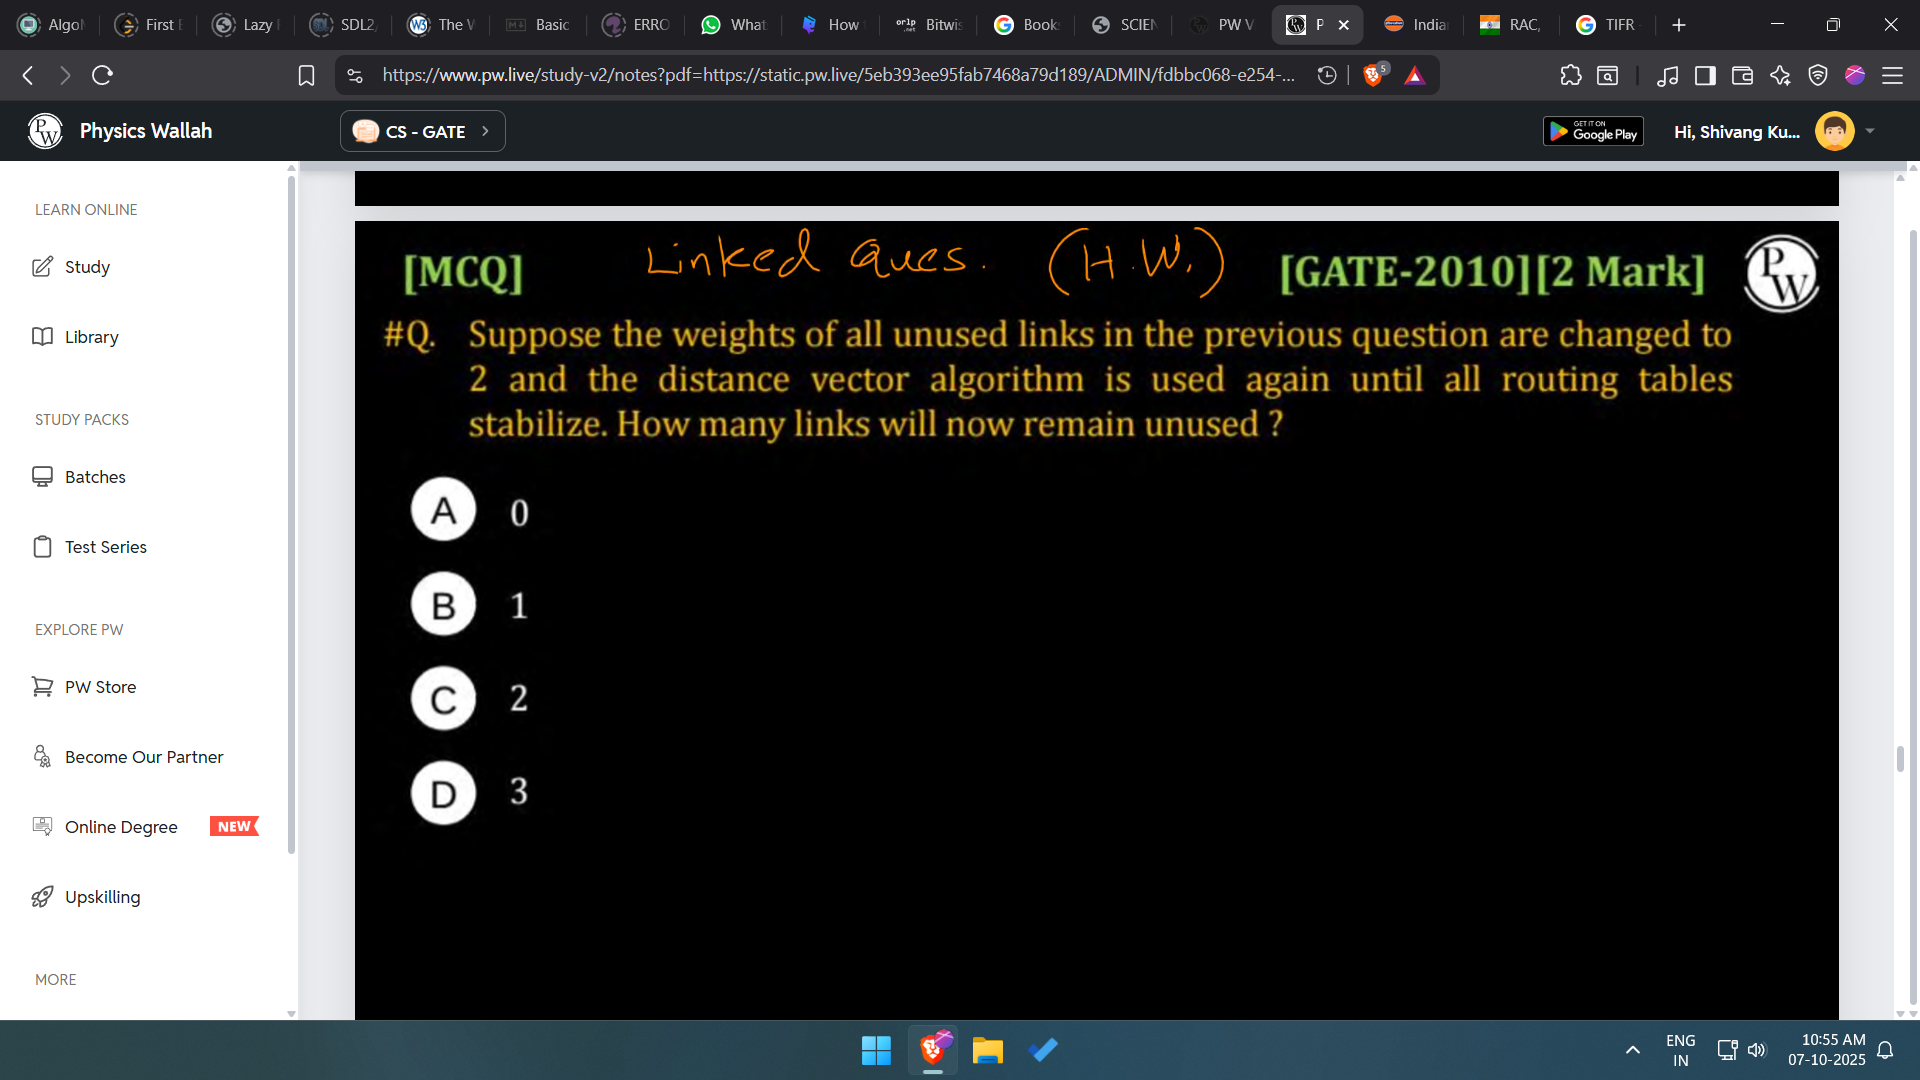 Algo
First
Lazy
SDL2,
The W
Basic
ERRO
What
How
orlp .net
Bitwis
Book
SCIEN
PW V
P
India
RAC,
TIFR
https://www.pw.live/study-v2/notes?pdf=https://static.pw.live/5eb393ee95fab7468a79d189/ADMIN/fdbbc068-e254-...
5
PW
Physics Wallah
CS - GATE
GET IT ON
Google Play
Hi, Shivang Ku...
LEARN ONLINE
Study
Library
STUDY PACKS
Batches
Test Series
EXPLORE PW
PW Store
Become Our Partner
Online Degree NEW
Upskilling
MORE
[MCQ] Linked Ques. (H.W.) [GATE-2010][2 Mark]
PW
#Q. Suppose the weights of all unused links in the previous question are changed to
2 and the distance vector algorithm is used again until all routing tables
stabilize. How many links will now remain unused ?
A 0
B 1
C 2
D 3
ENG
IN
10:55 AM
07-10-2025